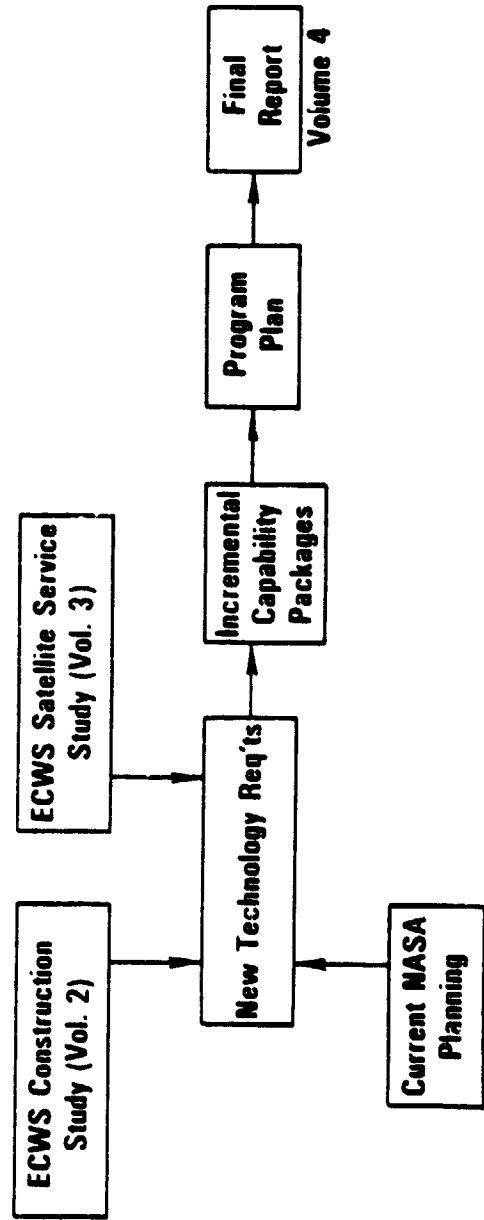 ECWS Construction
Study (Vol. 2)
ECWS Satellite Service
Study (Vol. 3)
New Technology Req'ts
Current NASA
Planning
Incremental
Capability
Packages
Program
Plan
Final
Report
Volume 4